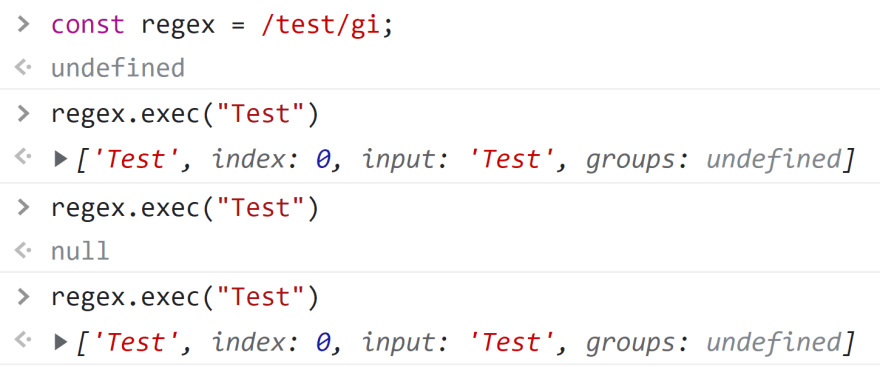 > const regex = /test/gi;
<· undefined
> regex.exec("Test")
<· ▶ ['Test', index: 0, input: 'Test', groups: undefined]
> regex.exec("Test")
<· null
> regex.exec("Test")
<· ▶ ['Test', index: 0, input: 'Test', groups: undefined]